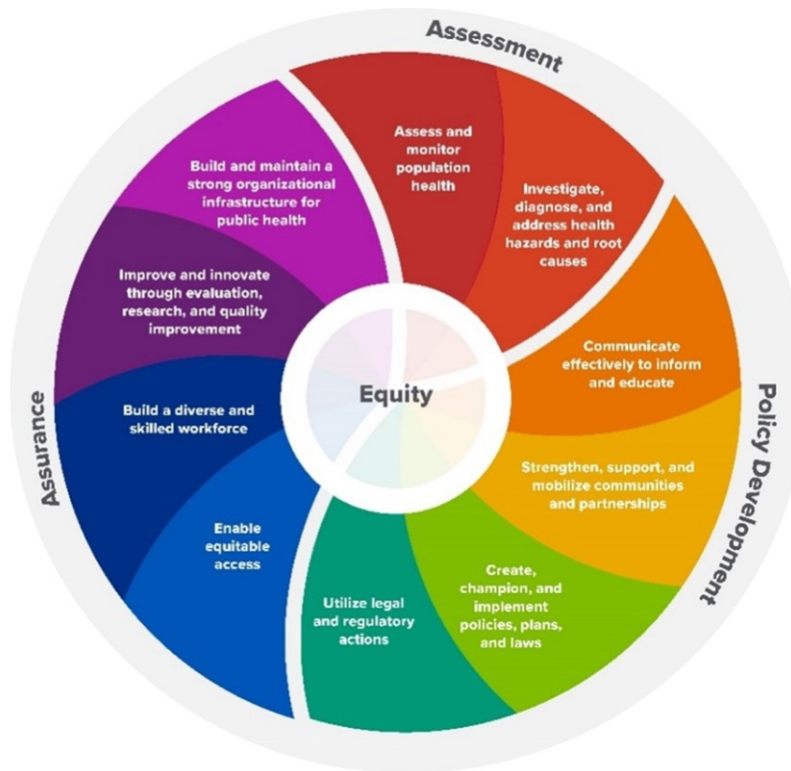 Assessment
Assess and
monitor
population
health
Investigate,
diagnose, and
address health
hazards and root
causes
Policy Development
Communicate
effectively to inform
and educate
Strengthen, support, and
mobilize communities
and partnerships
Create,
champion, and
implement
policies, plans,
and laws
Utilize legal
and regulatory
actions
Assurance
Enable
equitable
access
Build a diverse and
skilled workforce
Improve and innovate
through evaluation,
research, and quality
improvement
Build and maintain a
strong organizational
infrastructure for
public health
Equity